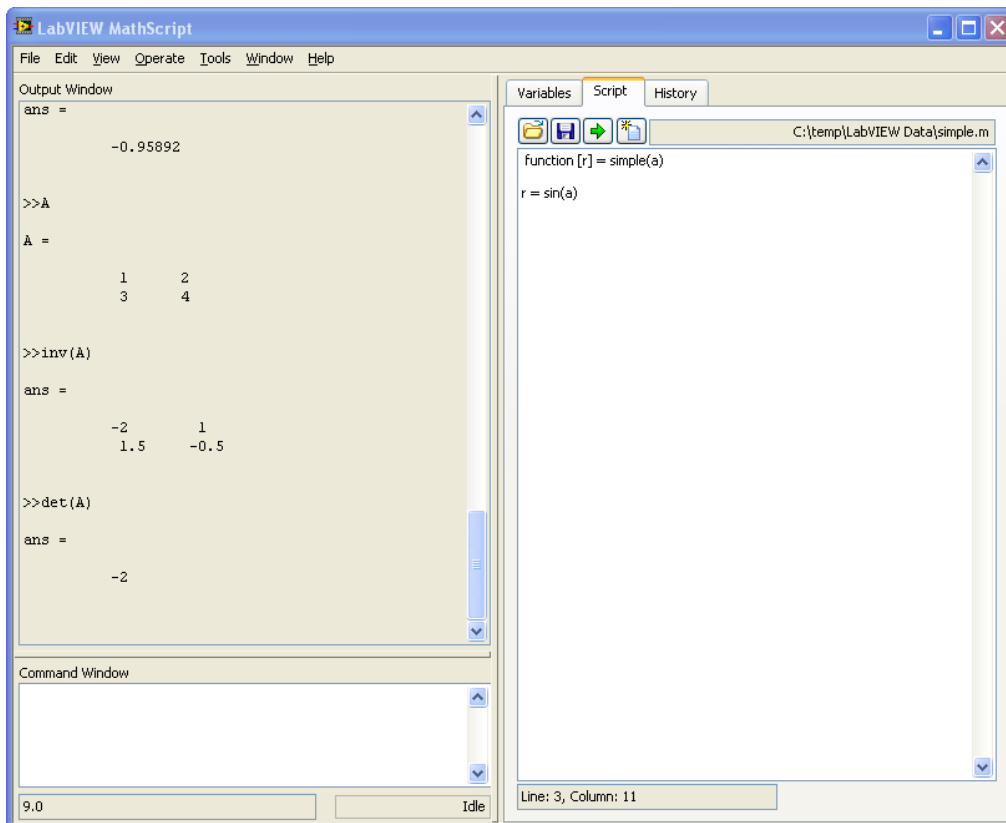 LabVIEW MathScript
File Edit View Operate Tools Window Help
Output Window
ans =
-0.95892
>>A
A =
1 2
3 4
>>inv(A)
ans =
-2 1
1.5 -0.5
>>det(A)
ans =
-2
Command Window
9.0 Idle
Variables Script History
C:\temp\LabVIEW Data\simple.m
function [r] = simple(a)
r = sin(a)
Line: 3, Column: 11